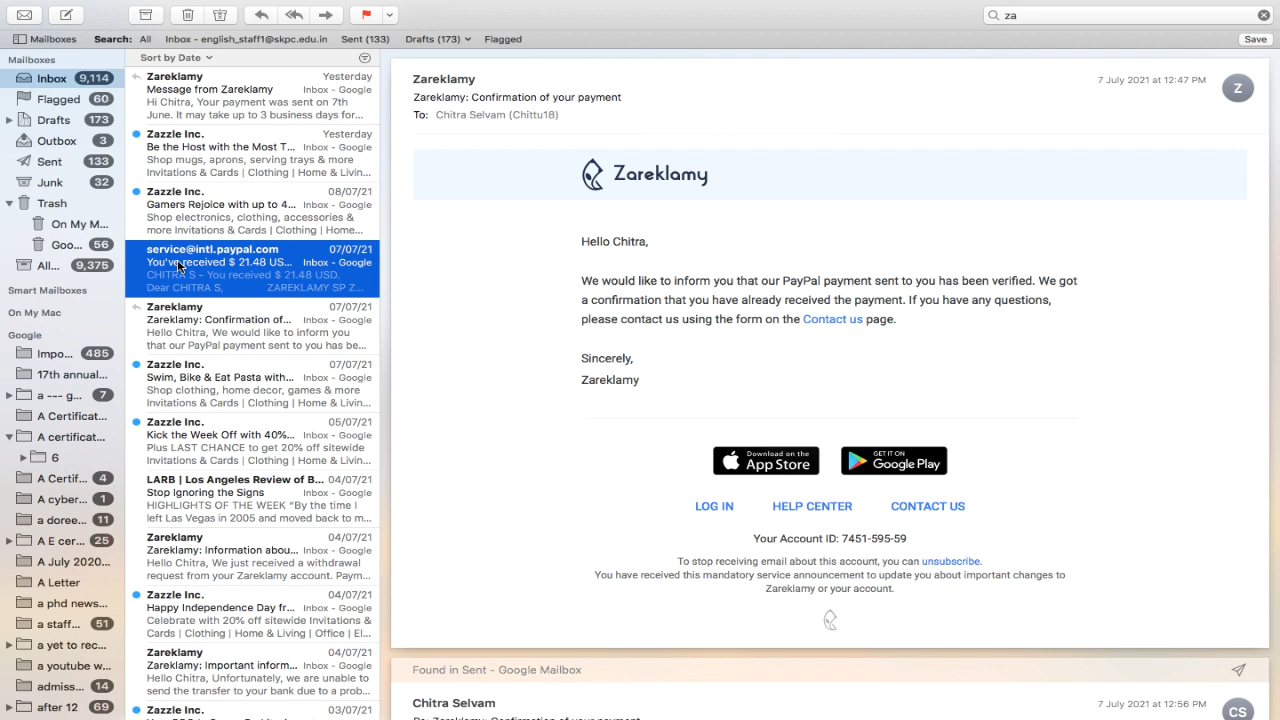 za
Mailboxes Search: All Inbox - english_staff1@skpc.edu.in Sent (133) Drafts (173) Flagged Save
Mailboxes
Inbox 9,114
Flagged 60
Drafts 173
Outbox 3
Sent 133
Junk 32
Trash
On My M...
Goo... 56
All... 9,375
Smart Mailboxes
On My Mac
Google
Impo... 485
17th annual...
a --- g... 7
A Certificat...
A certificat...
6
A Certif... 4
A cyber... 1
a doree... 11
A E cer... 25
A July 2020...
A Letter
a phd news...
a staff... 51
a yet to reco...
a youtube w...
admiss... 14
after 12 69
Sort by Date
Zareklamy Yesterday
Message from Zareklamy Inbox - Google
Hi Chitra, Your payment was sent on 7th
June. It may take up to 3 business days for...
Zazzle Inc. Yesterday
Be the Host with the Most T... Inbox - Google
Shop mugs, aprons, serving trays & more
Invitations & Cards | Clothing | Home & Livin...
Zazzle Inc. 08/07/21
Gamers Rejoice with up to 4... Inbox - Google
Shop electronics, clothing, accessories &
more Invitations & Cards | Clothing | Home...
service@intl.paypal.com 07/07/21
You've received $ 21.48 US... Inbox - Google
CHITRA S - You received $ 21.48 USD.
Dear CHITRA S, ZAREKLAMY SP Z...
Zareklamy 07/07/21
Zareklamy: Confirmation of... Inbox - Google
Hello Chitra, We would like to inform you
that our PayPal payment sent to you has be...
Zazzle Inc. 07/07/21
Swim, Bike & Eat Pasta with... Inbox - Google
Shop clothing, home decor, games & more
Invitations & Cards | Clothing | Home & Livin...
Zazzle Inc. 05/07/21
Kick the Week Off with 40%... Inbox - Google
Plus LAST CHANCE to get 20% off sitewide
Invitations & Cards | Clothing | Home & Livin...
LARB | Los Angeles Review of B... 04/07/21
Stop Ignoring the Signs Inbox - Google
HIGHLIGHTS OF THE WEEK “By the time I
left Las Vegas in 2005 and moved back to m...
Zareklamy 04/07/21
Zareklamy: Information abou... Inbox - Google
Hello Chitra, We just received a withdrawal
request from your Zareklamy account. Paym...
Zazzle Inc. 04/07/21
Happy Independence Day fr... Inbox - Google
Celebrate with 20% off sitewide Invitations &
Cards | Clothing | Home & Living | Office | El...
Zareklamy 04/07/21
Zareklamy: Important inform... Inbox - Google
Hello Chitra, Unfortunately, we are unable to
send the transfer to your bank due to a prob...
Zazzle Inc. 03/07/21
Zareklamy 7 July 2021 at 12:47 PM Z
Zareklamy: Confirmation of your payment
To: Chitra Selvam (Chittu18)
Zareklamy
Hello Chitra,
We would like to inform you that our PayPal payment sent to you has been verified. We got
a confirmation that you have already received the payment. If you have any questions,
please contact us using the form on the Contact us page.
Sincerely,
Zareklamy
Download on the App Store GET IT ON Google Play
LOG IN HELP CENTER CONTACT US
Your Account ID: 7451-595-59
To stop receiving email about this account, you can unsubscribe.
You have received this mandatory service announcement to update you about important changes to
Zareklamy or your account.
Found in Sent - Google Mailbox
Chitra Selvam 7 July 2021 at 12:56 PM CS
Re: Zareklamy: Confirmation of your payment